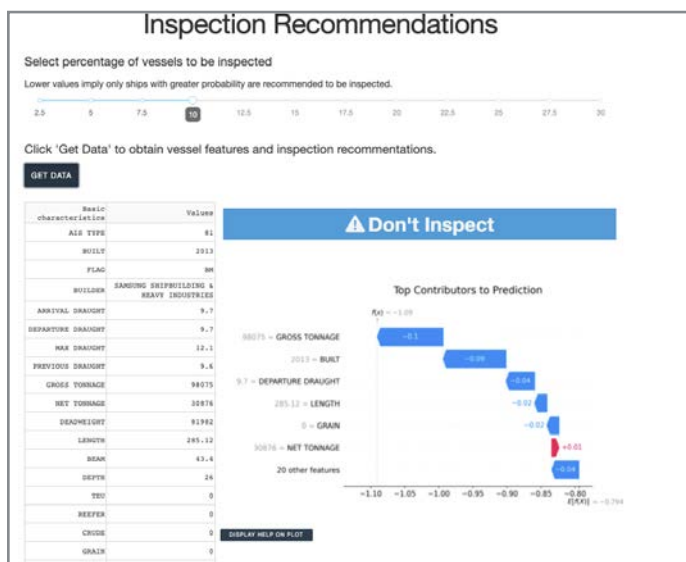 Inspection Recommendations
Select percentage of vessels to be inspected
Lower values imply only ships with greater probability are recommended to be inspected.
2.5 5 7.5 10 12.5 15 17.5 20 22.5 25 27.5 30
Click 'Get Data' to obtain vessel features and inspection recommentations.
GET DATA
Basic characteristics Values
AIS TYPE 81
BUILT 2013
FLAG BM
BUILDER SAMSUNG SHIPBUILDING & HEAVY INDUSTRIES
ARRIVAL DRAUGHT 9.7
DEPARTURE DRAUGHT 9.7
MAX DRAUGHT 12.1
PREVIOUS DRAUGHT 9.6
GROSS TONNAGE 98075
NET TONNAGE 30876
DEADWEIGHT 81982
LENGTH 285.12
BEAM 43.4
DEPTH 26
TEU 0
REEFER 0
CRUDE 0
GRAIN 0
Don't Inspect
Top Contributors to Prediction
f(x) = −1.09
98075 = GROSS TONNAGE −0.1
2013 = BUILT −0.09
9.7 = DEPARTURE DRAUGHT −0.04
285.12 = LENGTH −0.02
0 = GRAIN −0.02
30876 = NET TONNAGE +0.01
20 other features −0.04
−1.10 −1.05 −1.00 −0.95 −0.90 −0.85 −0.80
E[f(X)] = −0.794
DISPLAY HELP ON PLOT